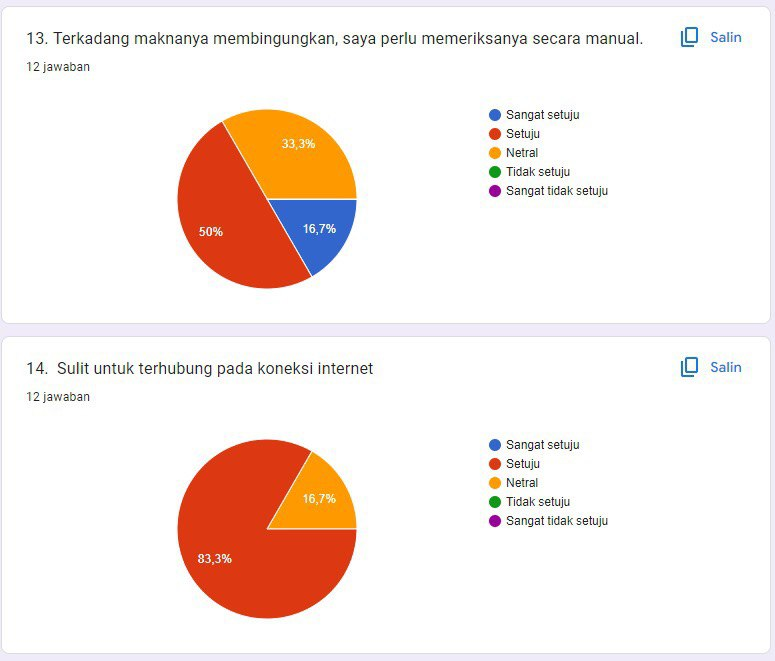 13. Terkadang maknanya membingungkan, saya perlu memeriksanya secara manual.
Salin
12 jawaban
33,3%
50%
16,7%
Sangat setuju
Setuju
Netral
Tidak setuju
Sangat tidak setuju
14. Sulit untuk terhubung pada koneksi internet
Salin
12 jawaban
16,7%
83,3%
Sangat setuju
Setuju
Netral
Tidak setuju
Sangat tidak setuju